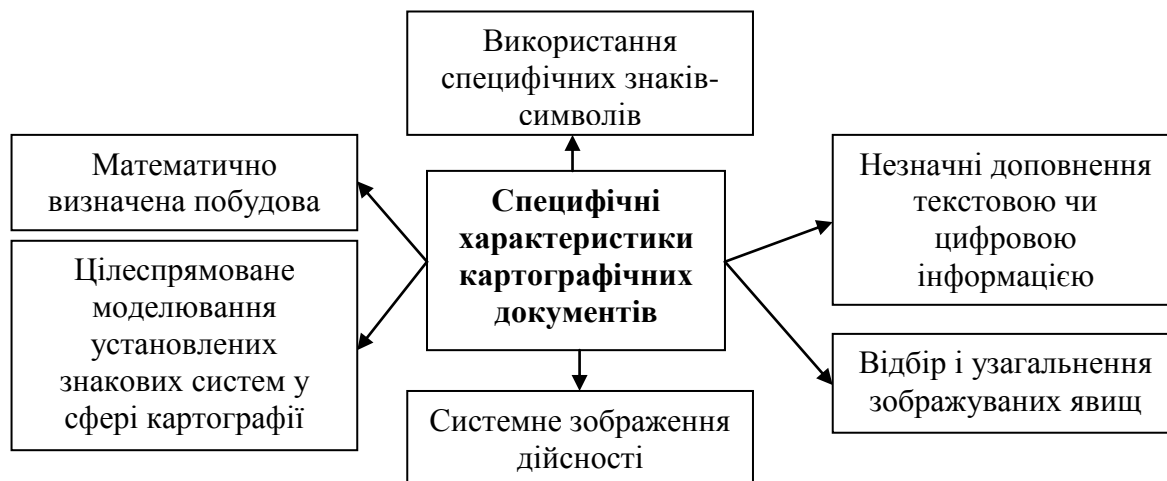 Використання
специфічних знаків-
символів
Математично
визначена побудова
Цілеспрямоване
моделювання
установлених
знакових систем у
сфері картографії
Специфічні
характеристики
картографічних
документів
Незначні доповнення
текстовою чи
цифровою
інформацією
Відбір і узагальнення
зображуваних явищ
Системне зображення
дійсності